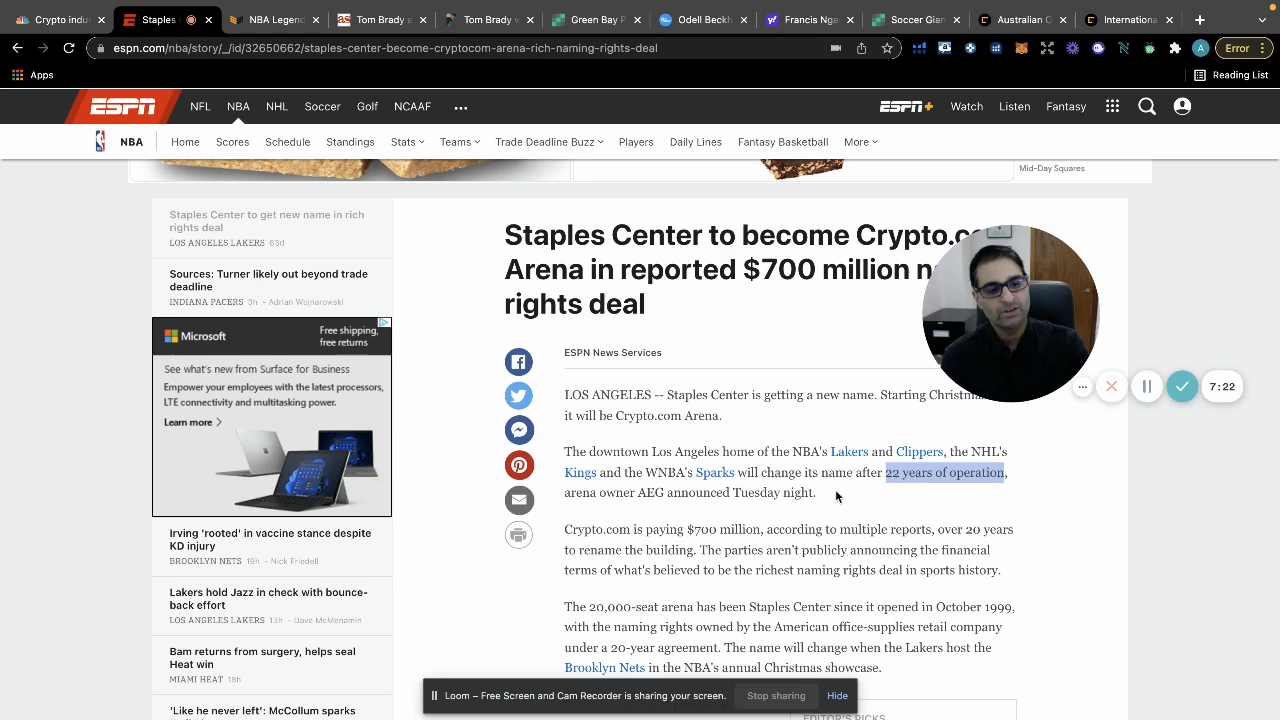 Crypto indus
Staples
NBA Legend
Tom Brady a
Tom Brady w
Green Bay P
Odell Beckh
Francis Nga
Soccer Gian
Australian O
Internationa
espn.com/nba/story/_/id/32650662/staples-center-become-cryptocom-arena-rich-naming-rights-deal
A
Error
Apps
Reading List
ESPN
NFL
NBA
NHL
Soccer
Golf
NCAAF
ESPN+
Watch
Listen
Fantasy
NBA
Home
Scores
Schedule
Standings
Stats
Teams
Trade Deadline Buzz
Players
Daily Lines
Fantasy Basketball
More
Mid-Day Squares
Staples Center to get new name in rich
rights deal
LOS ANGELES LAKERS 63d
Sources: Turner likely out beyond trade
deadline
INDIANA PACERS 3h - Adrian Wojnarowski
Microsoft
Free shipping,
free returns
See what's new from Surface for Business
Empower your employees with the latest processors,
LTE connectivity and multitasking power.
Learn more >
Irving 'rooted' in vaccine stance despite
KD injury
BROOKLYN NETS 19h - Nick Friedell
Lakers hold Jazz in check with bounce-
back effort
LOS ANGELES LAKERS 13h - Dave McMenamin
Bam returns from surgery, helps seal
Heat win
MIAMI HEAT 18h
'Like he never left': McCollum sparks
Staples Center to become Crypto.c
Arena in reported $700 million n
rights deal
ESPN News Services
LOS ANGELES -- Staples Center is getting a new name. Starting Christm
it will be Crypto.com Arena.
The downtown Los Angeles home of the NBA's Lakers and Clippers, the NHL's
Kings and the WNBA's Sparks will change its name after 22 years of operation,
arena owner AEG announced Tuesday night.
Crypto.com is paying $700 million, according to multiple reports, over 20 years
to rename the building. The parties aren't publicly announcing the financial
terms of what's believed to be the richest naming rights deal in sports history.
The 20,000-seat arena has been Staples Center since it opened in October 1999,
with the naming rights owned by the American office-supplies retail company
under a 20-year agreement. The name will change when the Lakers host the
Brooklyn Nets in the NBA's annual Christmas showcase.
EDITOR'S PICKS
7:22
Loom – Free Screen and Cam Recorder is sharing your screen.
Stop sharing
Hide